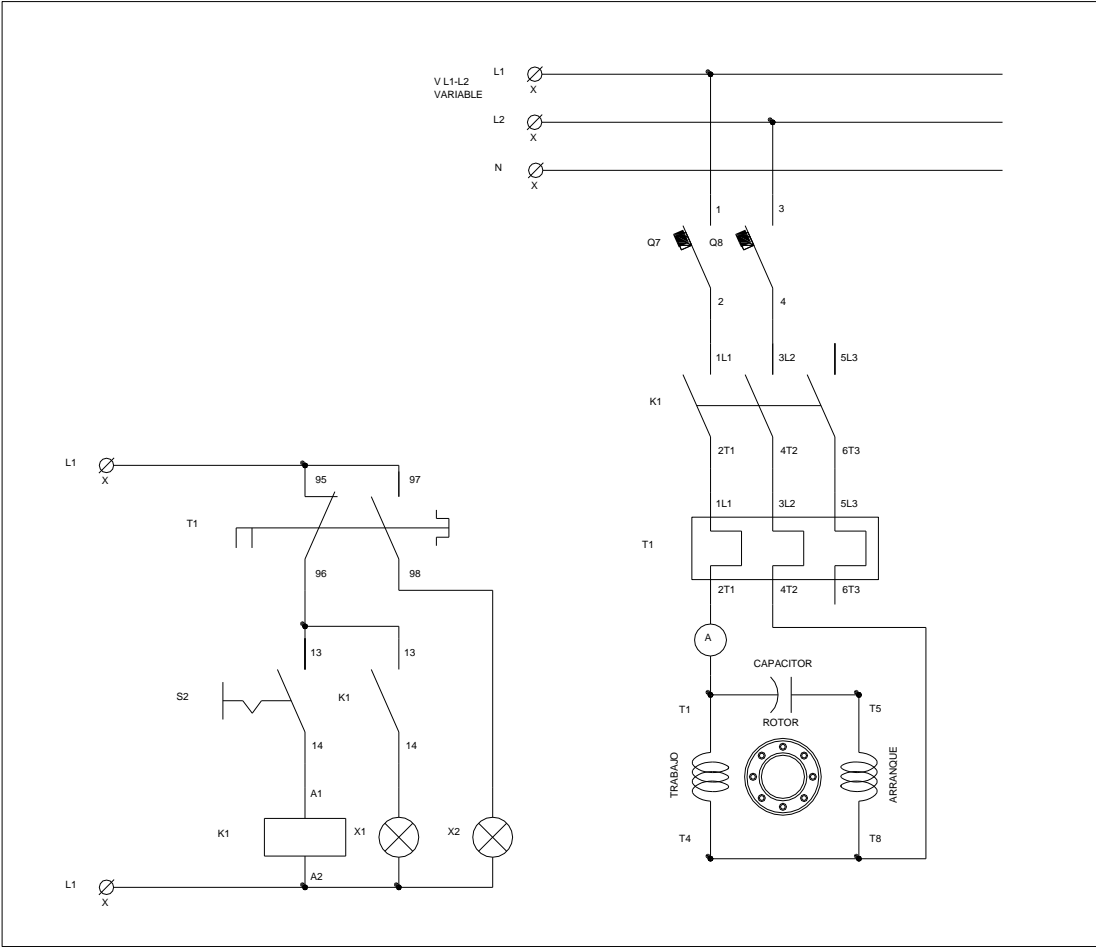 L1
V L1-L2
VARIABLE
X
L2
X
N
X
1
3
Q7
Q8
2
4
1L1
3L2
5L3
K1
2T1
4T2
6T3
L1
X
95
97
1L1
3L2
5L3
T1
T1
96
98
2T1
4T2
6T3
A
13
13
CAPACITOR
S2
K1
T1
ROTOR
T5
14
14
TRABAJO
ARRANQUE
A1
K1
X1
X2
T4
T8
A2
L1
X